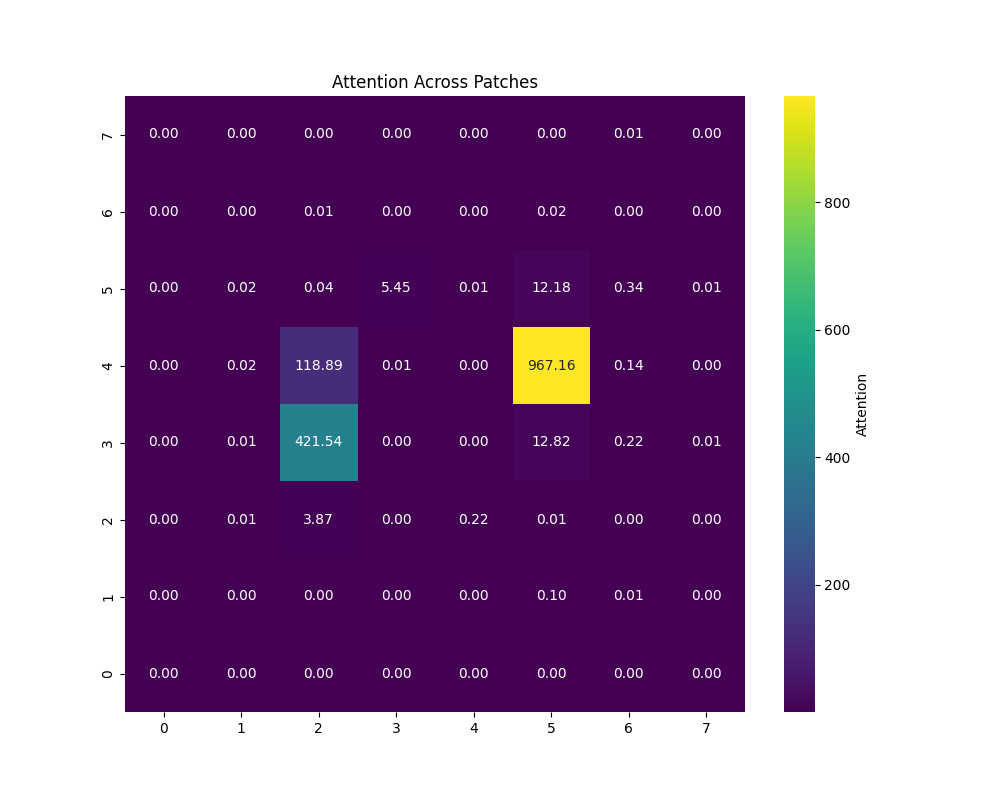 Attention Across Patches
7 0.00 0.00 0.00 0.00 0.00 0.00 0.01 0.00
6 0.00 0.00 0.01 0.00 0.00 0.02 0.00 0.00
5 0.00 0.02 0.04 5.45 0.01 12.18 0.34 0.01
4 0.00 0.02 118.89 0.01 0.00 967.16 0.14 0.00
3 0.00 0.01 421.54 0.00 0.00 12.82 0.22 0.01
2 0.00 0.01 3.87 0.00 0.22 0.01 0.00 0.00
1 0.00 0.00 0.00 0.00 0.00 0.10 0.01 0.00
0 0.00 0.00 0.00 0.00 0.00 0.00 0.00 0.00
0 1 2 3 4 5 6 7
800
600
400
200
Attention